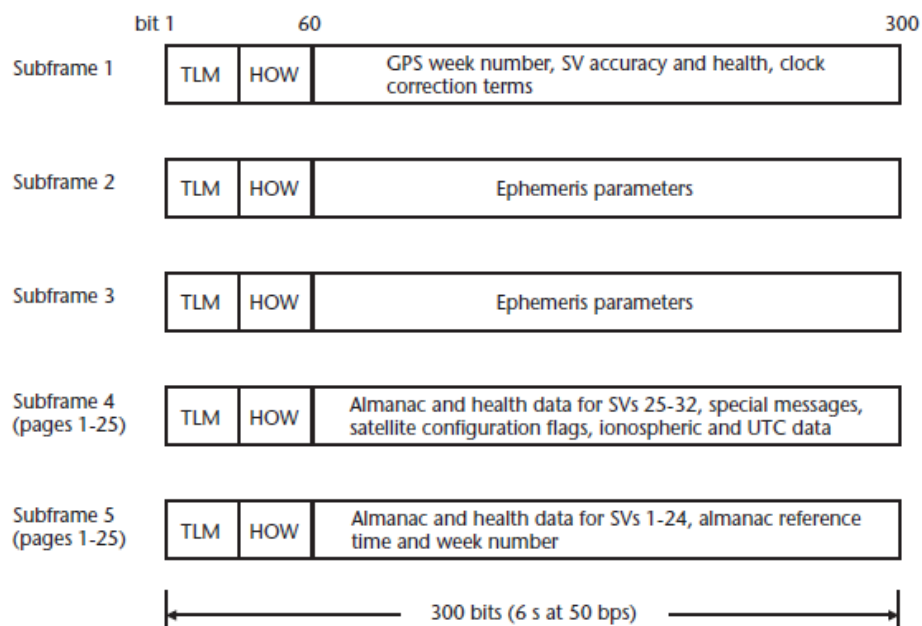 bit 1 60 300
Subframe 1
TLM HOW
GPS week number, SV accuracy and health, clock
correction terms
Subframe 2
TLM HOW
Ephemeris parameters
Subframe 3
TLM HOW
Ephemeris parameters
Subframe 4
(pages 1-25)
TLM HOW
Almanac and health data for SVs 25-32, special messages,
satellite configuration flags, ionospheric and UTC data
Subframe 5
(pages 1-25)
TLM HOW
Almanac and health data for SVs 1-24, almanac reference
time and week number
300 bits (6 s at 50 bps)